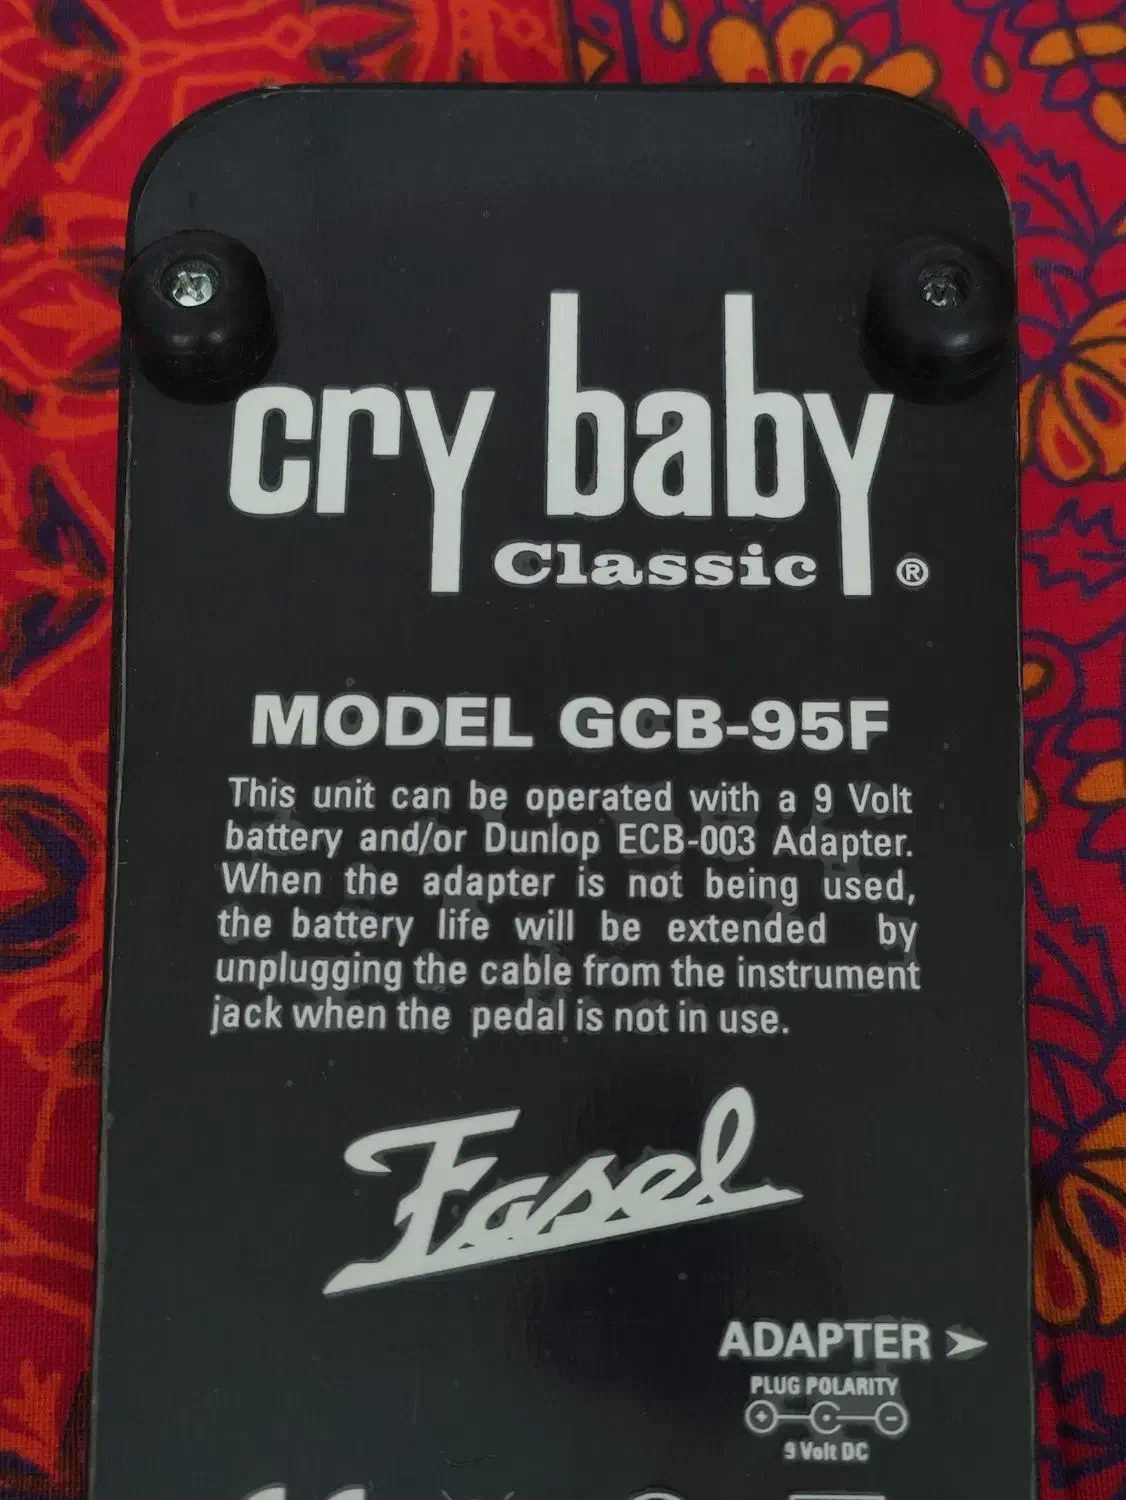 cry baby
Classic ®
MODEL GCB-95F
This unit can be operated with a 9 Volt
battery and/or Dunlop ECB-003 Adapter.
When the adapter is not being used,
the battery life will be extended by
unplugging the cable from the instrument
jack when the pedal is not in use.
Fasel
ADAPTER ➤
PLUG POLARITY
+ −
9 Volt DC